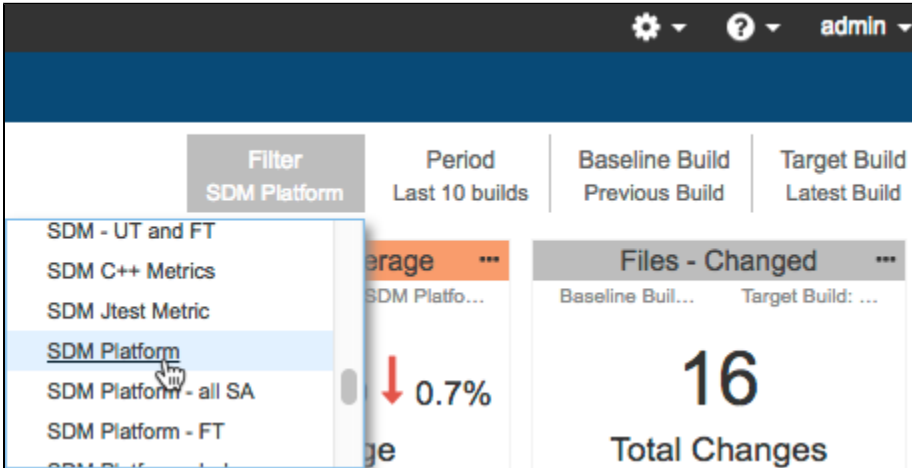 admin
Filter
SDM Platform
Period
Last 10 builds
Baseline Build
Previous Build
Target Build
Latest Build
SDM - UT and FT
SDM C++ Metrics
SDM Jtest Metric
SDM Platform
SDM Platform - all SA
SDM Platform - FT
erage ...
SDM Platfo...
0.7%
ge
Files - Changed ...
Baseline Buil...
Target Build: ...
16
Total Changes